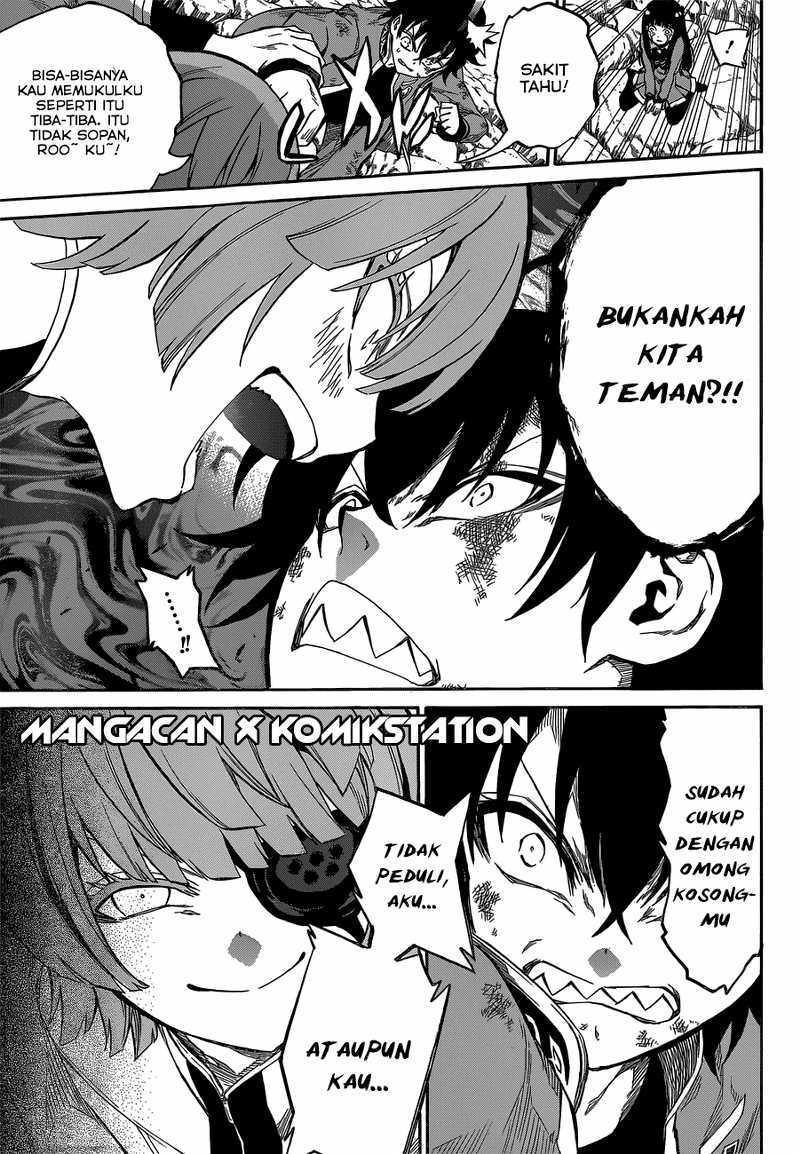 !
SAKIT
TAHU!
BISA-BISANYA
KAU MEMUKULKU
SEPERTI ITU
TIBA-TIBA. ITU
TIDAK SOPAN,
ROO~ KU~!
BUKANKAH
KITA
TEMAN?!!
......!!
MANGACAN X KOMIKSTATION
SUDAH
CUKUP
DENGAN
OMONG
KOSONG-
MU
TIDAK
PEDULI,
AKU...
ATAUPUN
KAU...